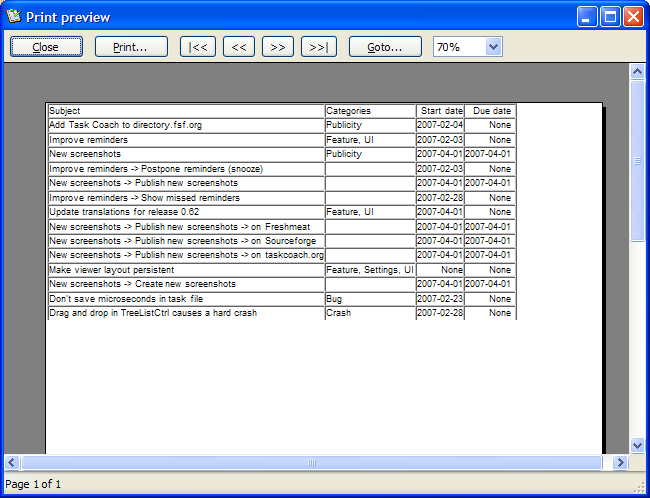 Print preview
Close Print... |<< << >> >>| Goto... 70%
Subject Categories Start date Due date
Add Task Coach to directory.fsf.org Publicity 2007-02-04 None
Improve reminders Feature, UI 2007-02-03 None
New screenshots Publicity 2007-04-01 2007-04-01
Improve reminders -> Postpone reminders (snooze) 2007-02-03 None
New screenshots -> Publish new screenshots 2007-04-01 2007-04-01
Improve reminders -> Show missed reminders 2007-02-28 None
Update translations for release 0.62 Feature, UI 2007-04-01 None
New screenshots -> Publish new screenshots -> on Freshmeat 2007-04-01 2007-04-01
New screenshots -> Publish new screenshots -> on Sourceforge 2007-04-01 2007-04-01
New screenshots -> Publish new screenshots -> on taskcoach.org 2007-04-01 2007-04-01
Make viewer layout persistent Feature, Settings, UI None None
New screenshots -> Create new screenshots 2007-04-01 2007-04-01
Don't save microseconds in task file Bug 2007-02-23 None
Drag and drop in TreeListCtrl causes a hard crash Crash 2007-02-28 None
Page 1 of 1